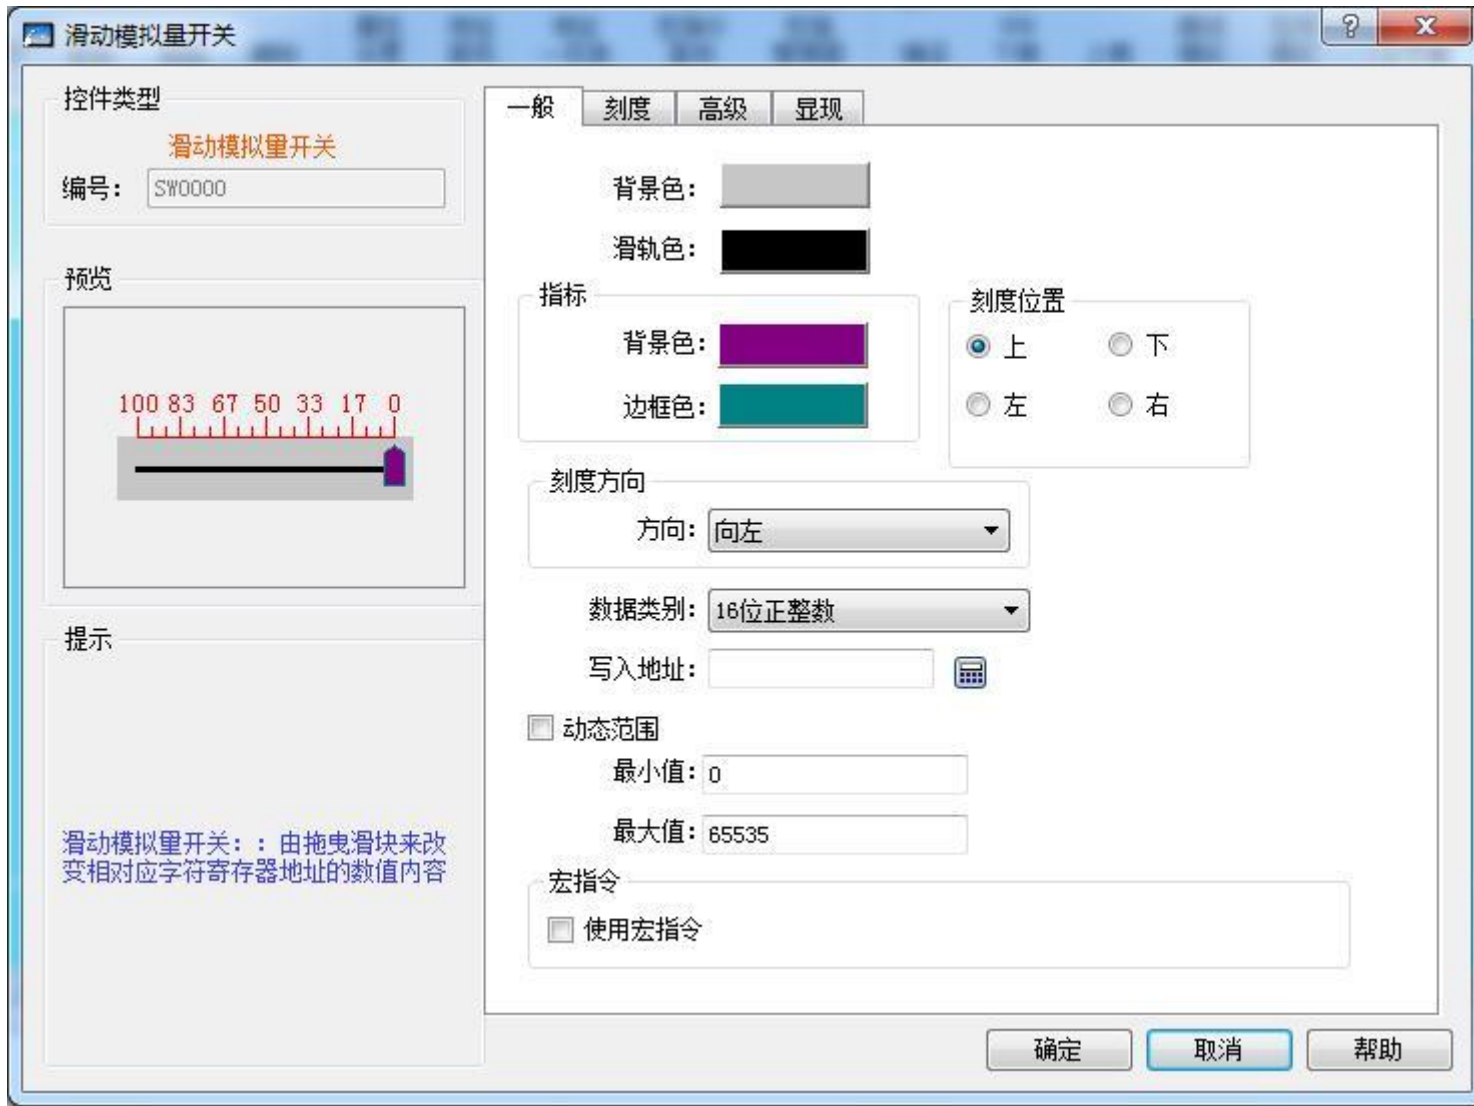 滑动模拟量开关
控件类型
滑动模拟量开关
编号： SW0000
预览
100 83 67 50 33 17 0
提示
滑动模拟量开关：：由拖曳滑块来改
变相对应字符寄存器地址的数值内容
一般 刻度 高级 显现
背景色：
滑轨色：
指标
背景色：
边框色：
刻度位置
上 下
左 右
刻度方向
方向： 向左
数据类别： 16位正整数
写入地址：
动态范围
最小值： 0
最大值： 65535
宏指令
使用宏指令
确定 取消 帮助